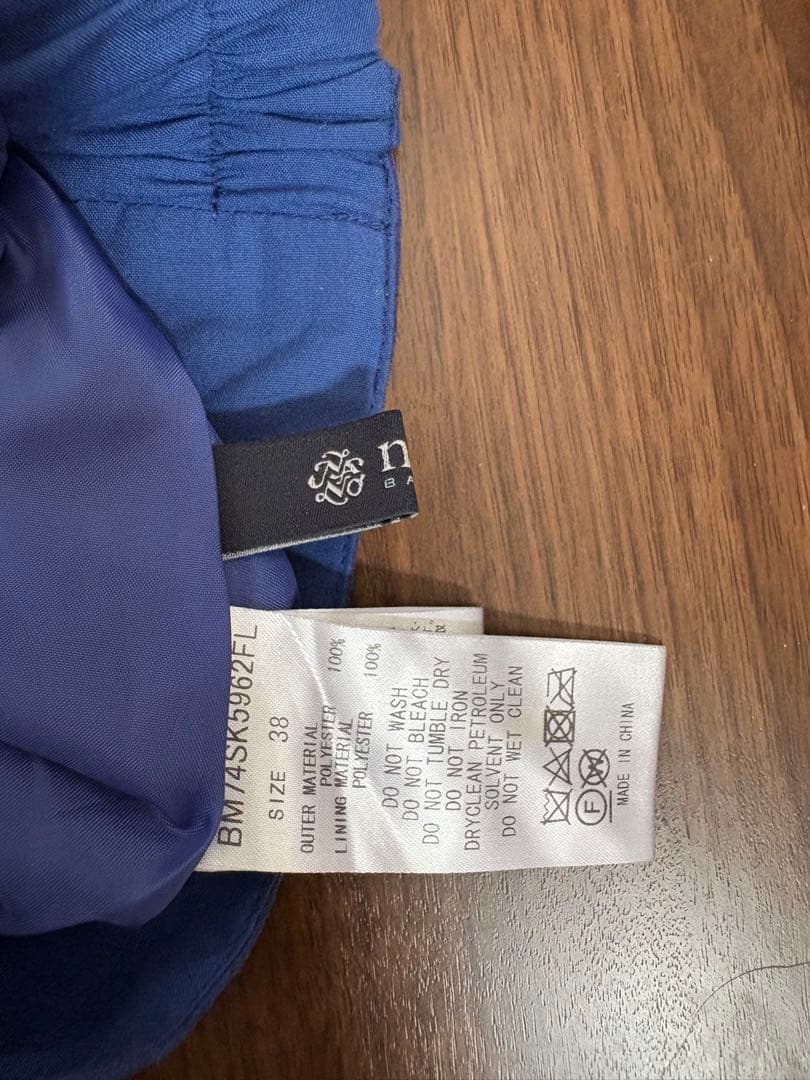 n
BA
BM74SK5962FL
SIZE 38
OUTER MATERIAL
POLYESTER 100%
LINING MATERIAL
POLYESTER 100%
DO NOT WASH
DO NOT BLEACH
DO NOT TUMBLE DRY
DO NOT IRON
DRYCLEAN PETROLEUM
SOLVENT ONLY
DO NOT WET CLEAN
F
MADE IN CHINA